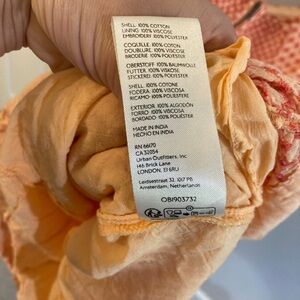 SHELL 100% COTTON
LINING 100% VISCOSE
EMBROIDERY 100% POLYESTER
COQUILLE 100% COTON
DOUBLURE 100% VISCOSE
BRODERIE 100% POLYESTER
OBERSTOFF 100% BAUMWOLLE
FUTTER 100% VISKOSE
STICKEREI 100% POLYESTER
SHELL 100% COTONE
FODERA 100% VISCOSA
RICAMO 100% POLIESTERE
EXTERIOR 100% ALGODÓN
FORRO 100% VISCOSA
BORDADO 100% POLIÉSTER
MADE IN INDIA
HECHO EN INDIA
RN 66170
CA 32054
Urban Outfitters, Inc
146 Brick Lane
LONDON, E1 6RU
Leidsestraat 32, 1017 PB
Amsterdam, Netherlands
OB1903732